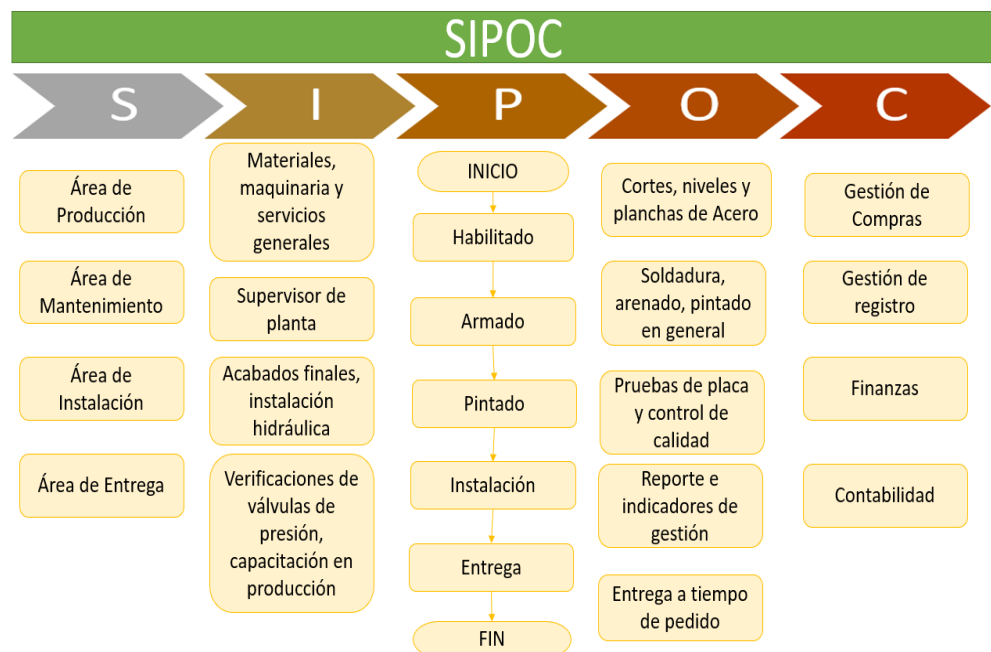 SIPOC
S
I
P
O
C
Área de
Producción
Área de
Mantenimiento
Área de
Instalación
Área de Entrega
Materiales,
maquinaria y
servicios
generales
Supervisor de
planta
Acabados finales,
instalación
hidráulica
Verificaciones de
válvulas de
presión,
capacitación en
producción
INICIO
Habilitado
Armado
Pintado
Instalación
Entrega
FIN
Cortes, niveles y
planchas de Acero
Soldadura,
arenado, pintado
en general
Pruebas de placa
y control de
calidad
Reporte e
indicadores de
gestión
Entrega a tiempo
de pedido
Gestión de
Compras
Gestión de
registro
Finanzas
Contabilidad